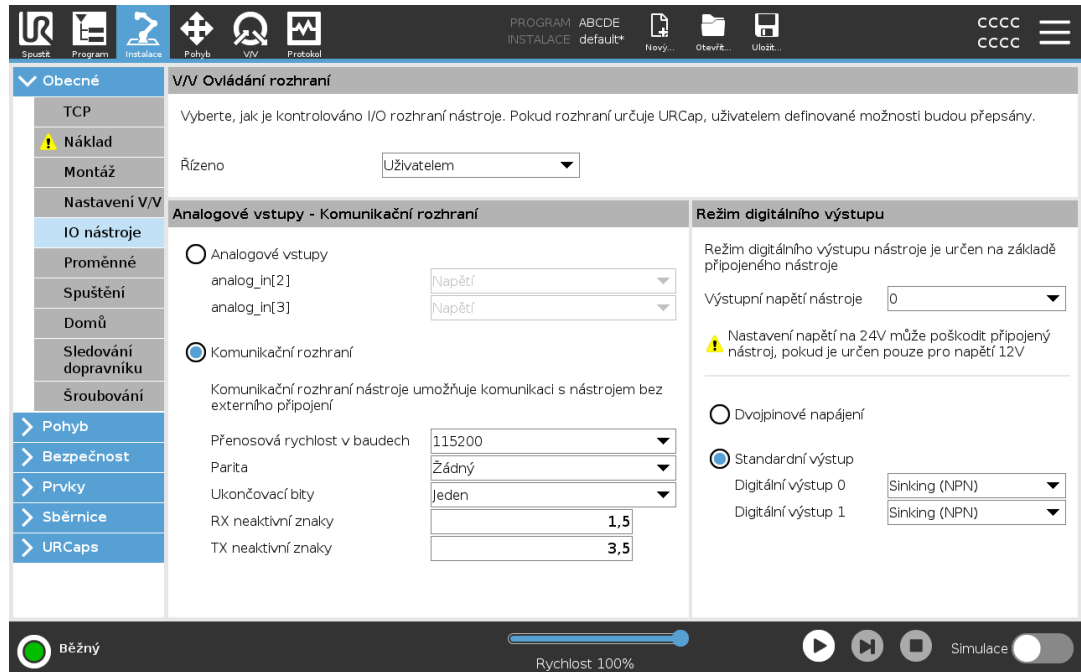 UR
PROGRAM ABCDE
INSTALACE default*
CCCC
CCCC
Spustit Program Instalace Pohyb V/V Protokol Nový... Otevřít... Uložit...
Obecné
TCP
Náklad
Montáž
Nastavení V/V
IO nástroje
Proměnné
Spuštění
Domů
Sledování
dopravníku
Šroubování
Pohyb
Bezpečnost
Prvky
Sběrnice
URCaps
V/V Ovládání rozhraní
Vyberte, jak je kontrolováno I/O rozhraní nástroje. Pokud rozhraní určuje URCap, uživatelem definované možnosti budou přepsány.
Řízeno Uživatelem
Analogové vstupy - Komunikační rozhraní
Analogové vstupy
analog_in[2] Napětí
analog_in[3] Napětí
Komunikační rozhraní
Komunikační rozhraní nástroje umožňuje komunikaci s nástrojem bez
externího připojení
Přenosová rychlost v baudech 115200
Parita Žádný
Ukončovací bity Jeden
RX neaktivní znaky 1,5
TX neaktivní znaky 3,5
Režim digitálního výstupu
Režim digitálního výstupu nástroje je určen na základě
připojeného nástroje
Výstupní napětí nástroje 0
Nastavení napětí na 24V může poškodit připojený
nástroj, pokud je určen pouze pro napětí 12V
Dvojpinové napájení
Standardní výstup
Digitální výstup 0 Sinking (NPN)
Digitální výstup 1 Sinking (NPN)
Běžný
Rychlost 100%
Simulace